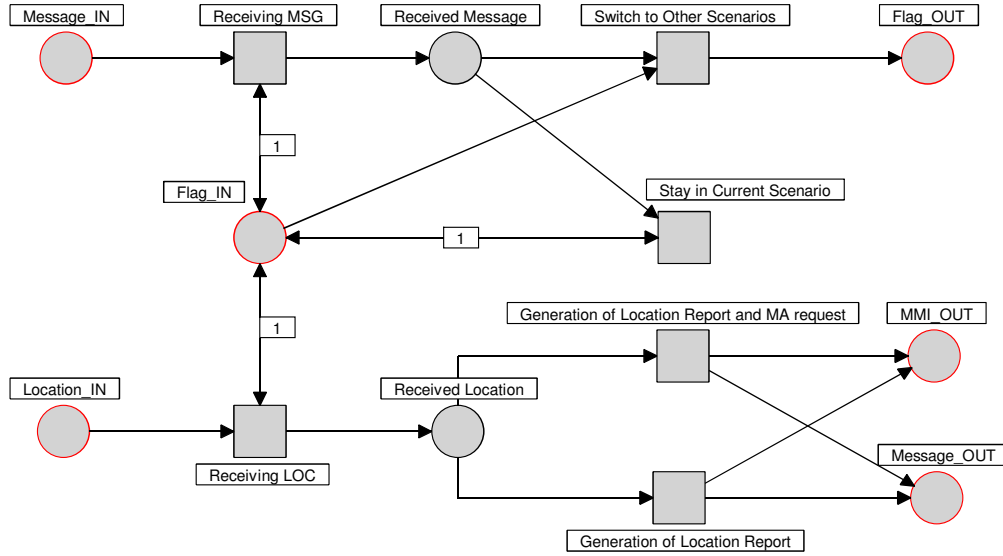 Message_IN
Receiving MSG
Received Message
Switch to Other Scenarios
Flag_OUT
1
Flag_IN
Stay in Current Scenario
1
1
Generation of Location Report and MA request
MMI_OUT
Location_IN
Received Location
Receiving LOC
Message_OUT
Generation of Location Report